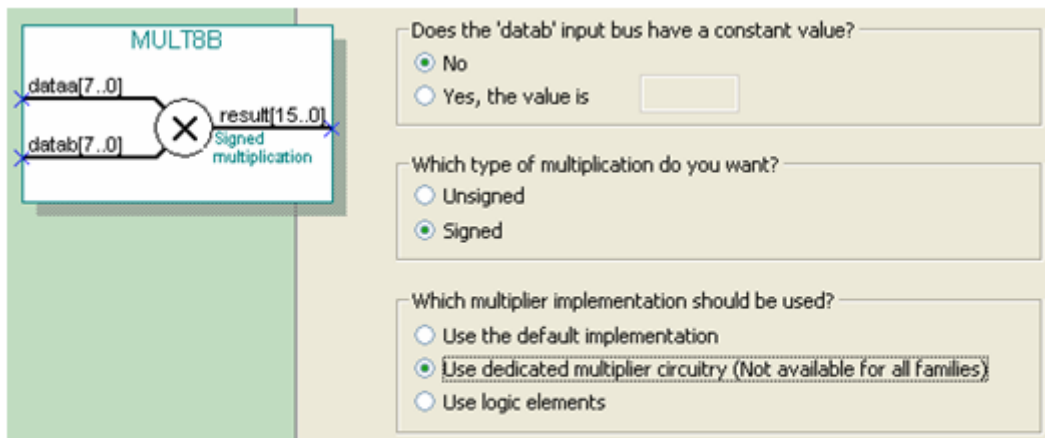 MULT8B
dataa[7..0]
result[15..0]
datab[7..0]
Signed
multiplication
Does the 'datab' input bus have a constant value?
No
Yes, the value is
Which type of multiplication do you want?
Unsigned
Signed
Which multiplier implementation should be used?
Use the default implementation
Use dedicated multiplier circuitry (Not available for all families)
Use logic elements